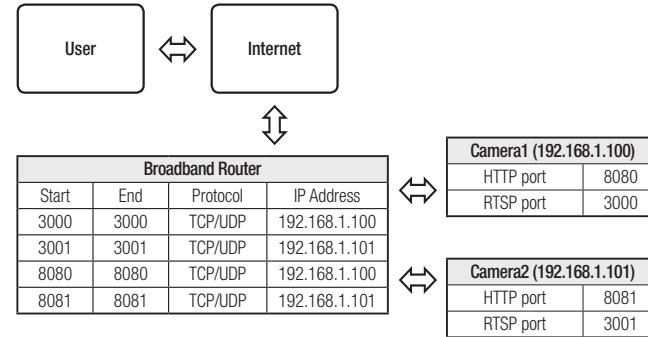 User
Internet
Broadband Router
Start End Protocol IP Address
3000 3000 TCP/UDP 192.168.1.100
3001 3001 TCP/UDP 192.168.1.101
8080 8080 TCP/UDP 192.168.1.100
8081 8081 TCP/UDP 192.168.1.101
Camera1 (192.168.1.100)
HTTP port 8080
RTSP port 3000
Camera2 (192.168.1.101)
HTTP port 8081
RTSP port 3001